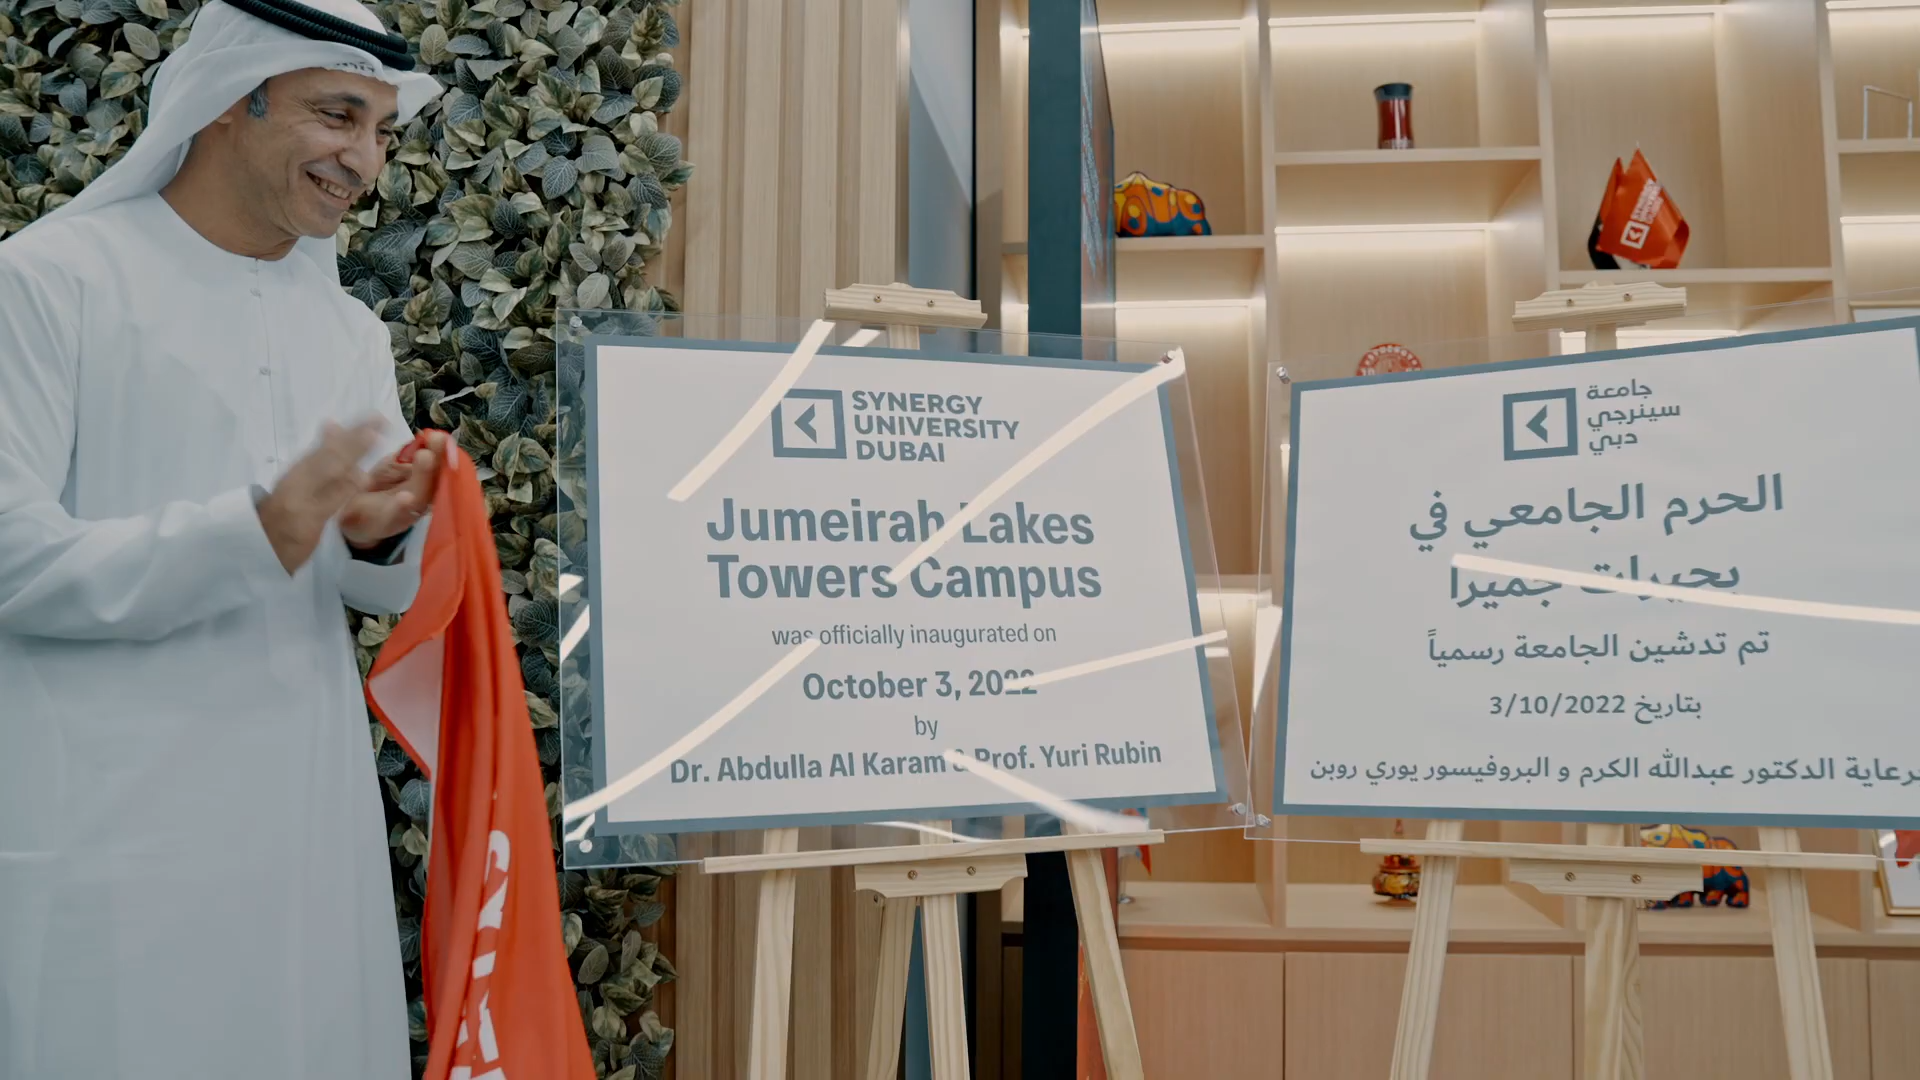 SYNERGY
UNIVERSITY
DUBAI
Jumeirah Lakes
Towers Campus
was officially inaugurated on
October 3, 2022
by
Dr. Abdulla Al Karam & Prof. Yuri Rubin
جامعة
سينرجي
دبي
الحرم الجامعي في
بحيرات جميرا
تم تدشين الجامعة رسمياً
بتاريخ 3/10/2022
برعاية الدكتور عبدالله الكرم و البروفيسور يوري روبن
SYNERGY